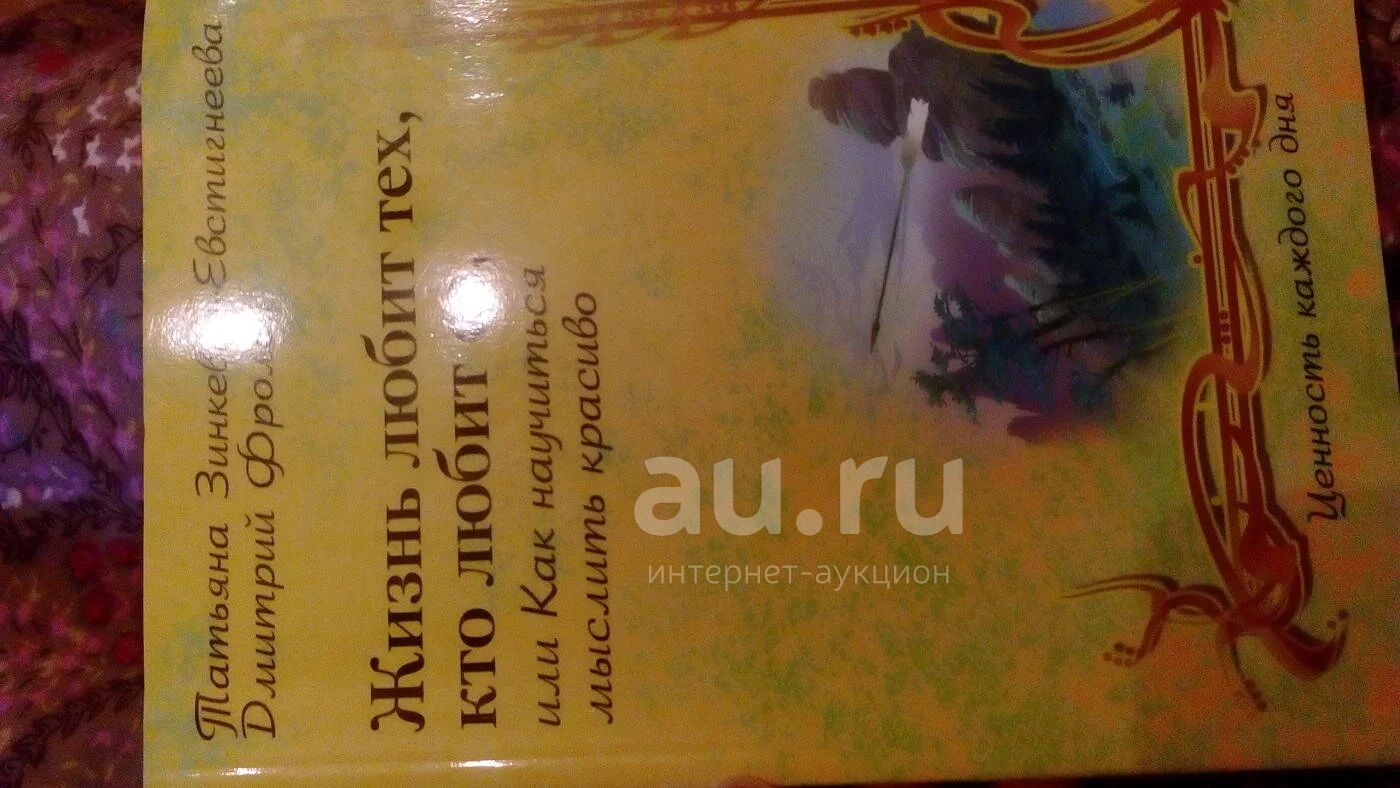 Татьяна Евстигнеева
Дмитрий
Жизнь любит тех,
кто любит
или Как научиться
мыслить красиво
Ценность каждого дня
au.ru
интернет-аукцион